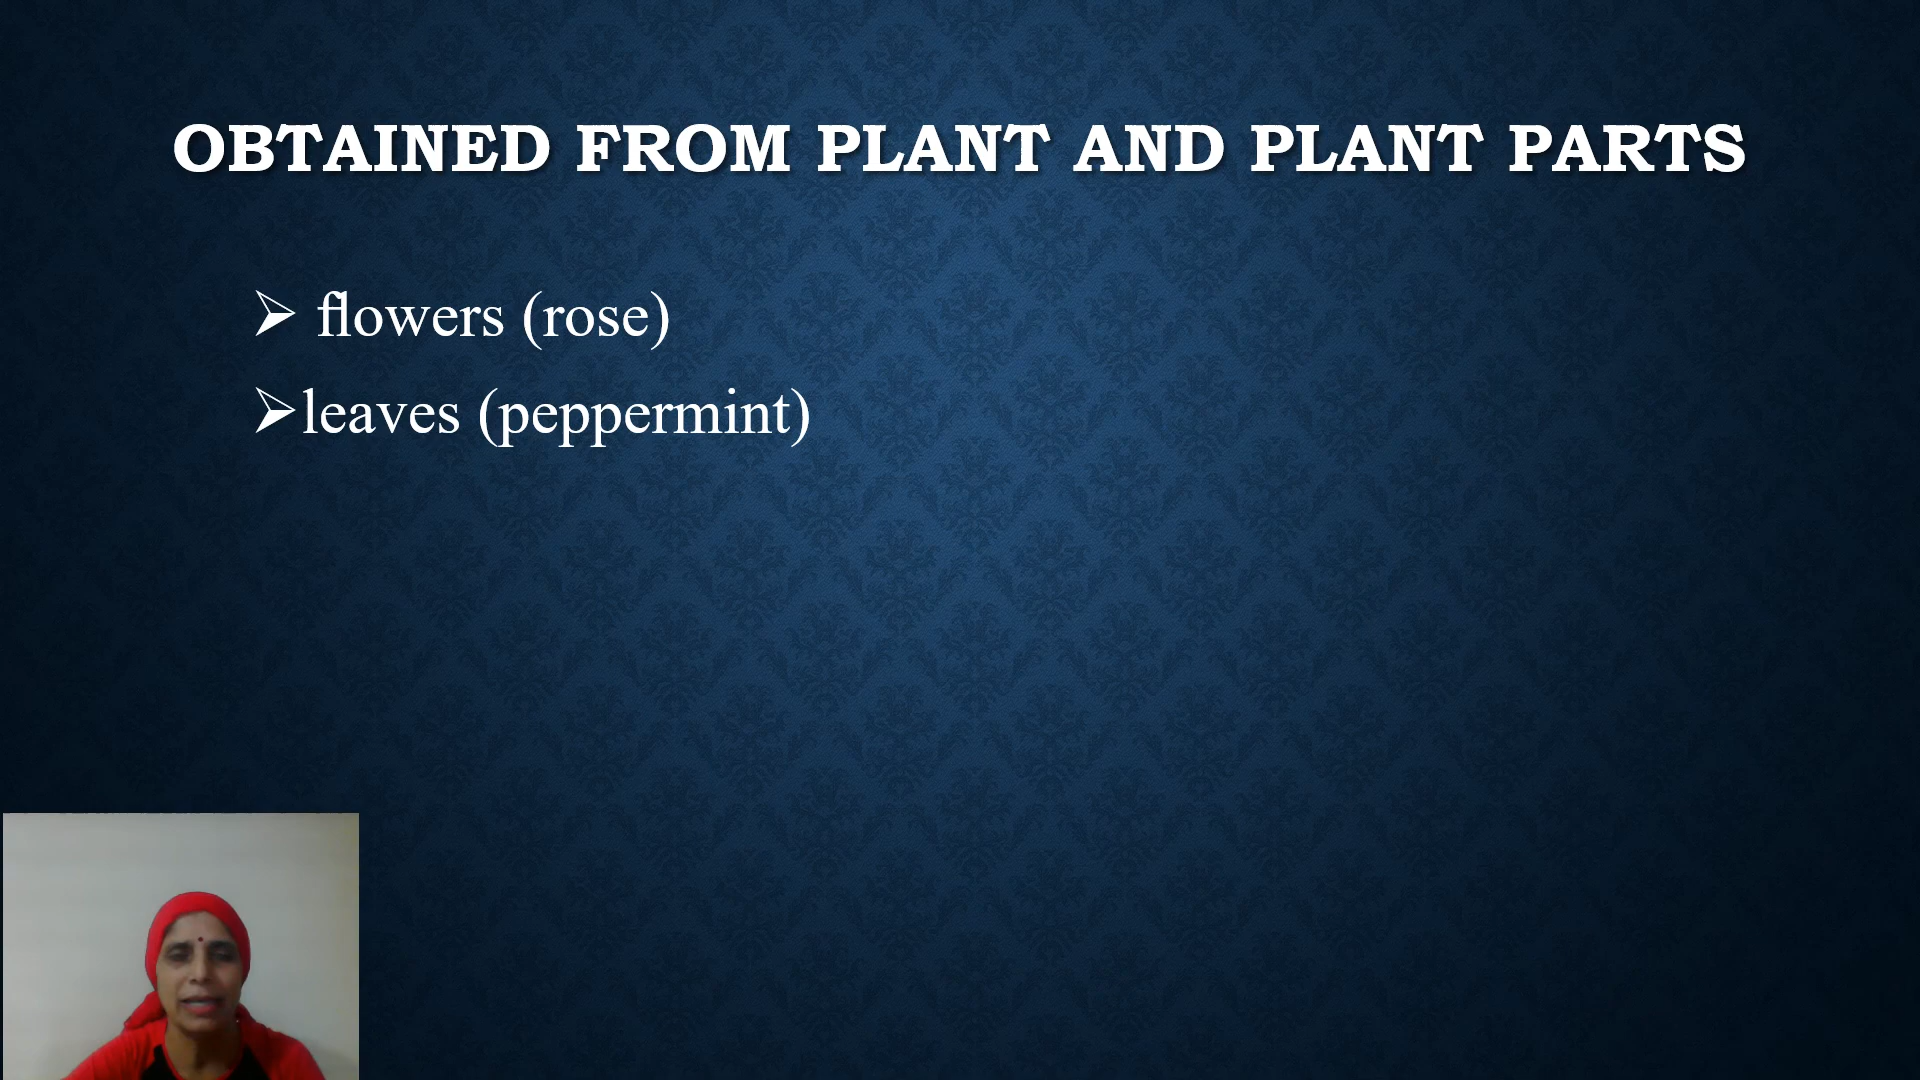 OBTAINED FROM PLANT AND PLANT PARTS
➢ flowers (rose)
➢leaves (peppermint)